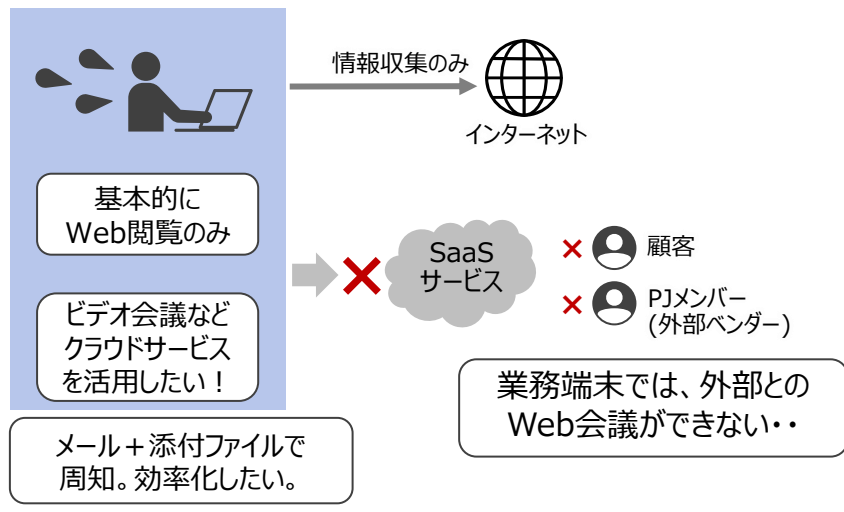 情報収集のみ
インターネット
基本的に
Web閲覧のみ
SaaS
サービス
顧客
PJメンバー
(外部ベンダー)
ビデオ会議など
クラウドサービス
を活用したい！
業務端末では、外部との
Web会議ができない・・
メール＋添付ファイルで
周知。効率化したい。